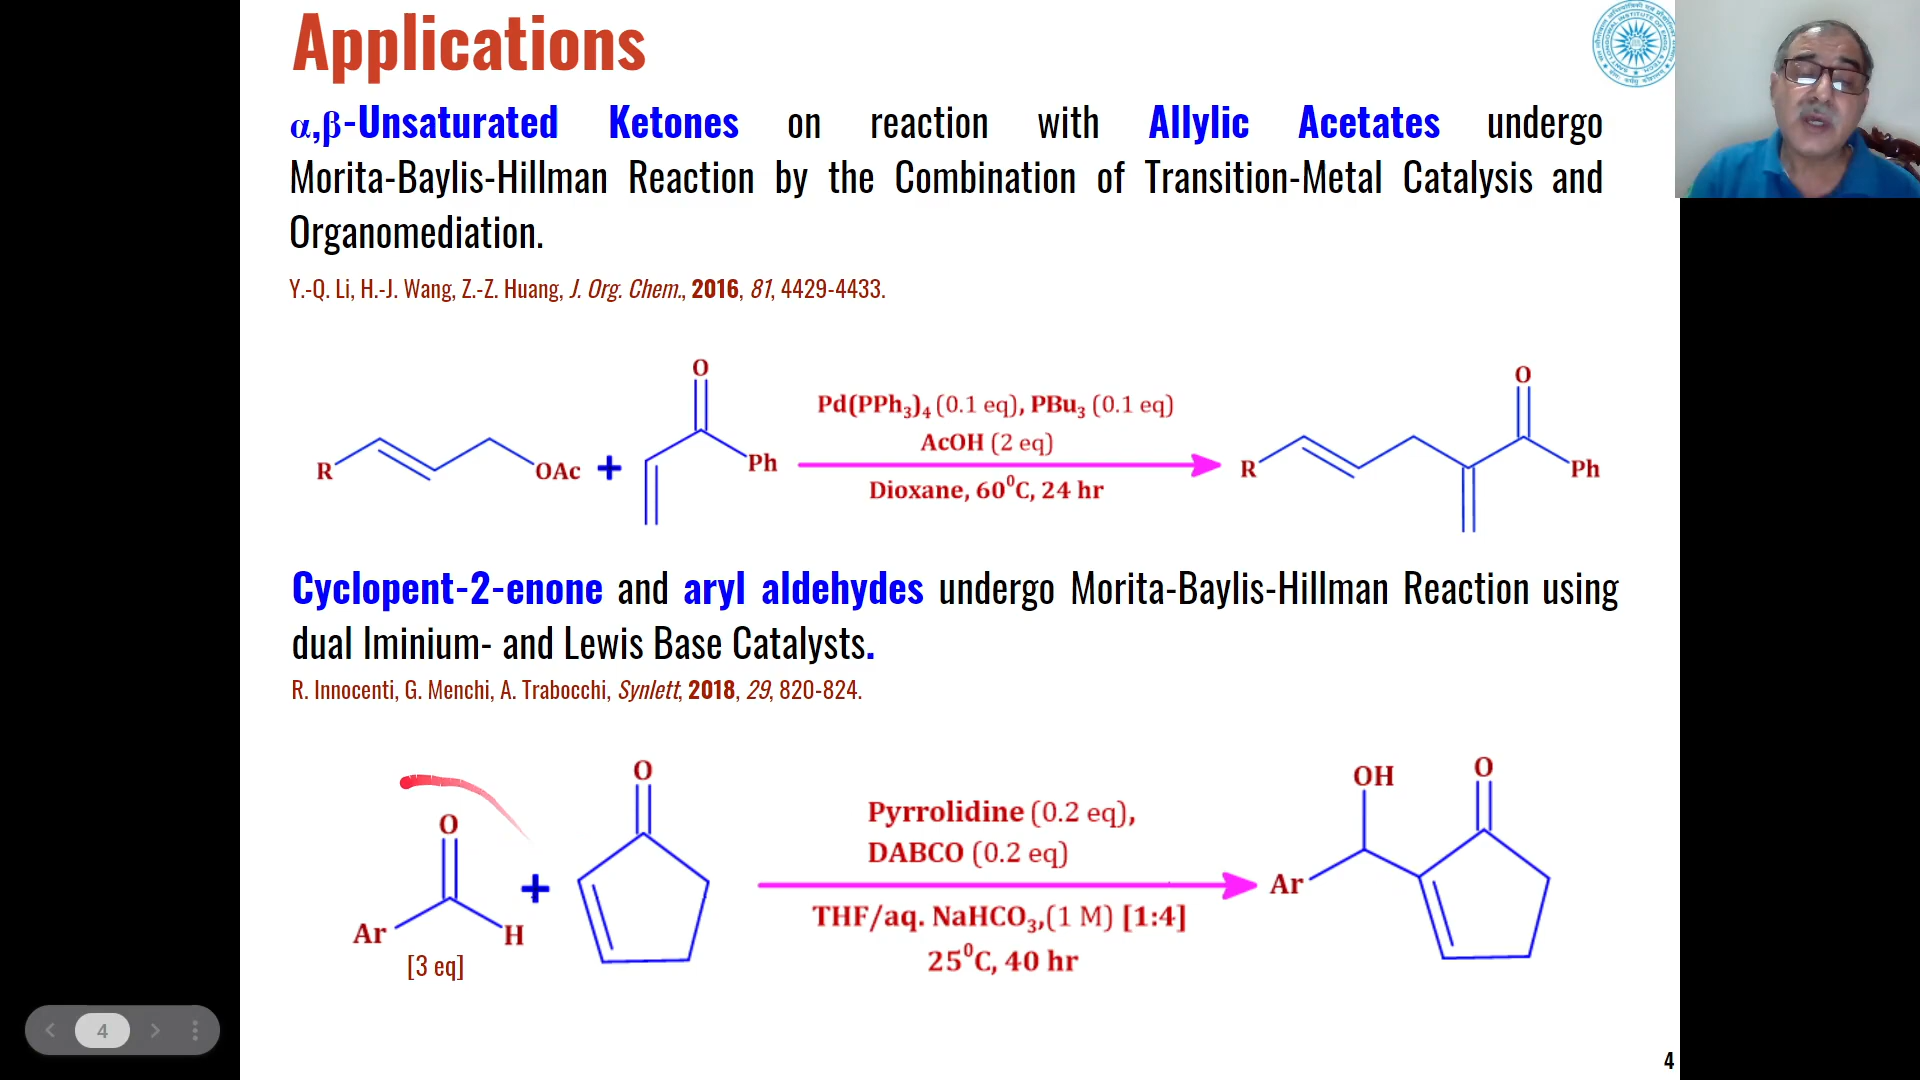 Applications
α,β-Unsaturated Ketones on reaction with Allylic Acetates undergo
Morita-Baylis-Hillman Reaction by the Combination of Transition-Metal Catalysis and
Organomediation.
Y.-Q. Li, H.-J. Wang, Z.-Z. Huang, J. Org. Chem., 2016, 81, 4429-4433.
R
OAc
+
O
Ph
Pd(PPh₃)₄ (0.1 eq), PBu₃ (0.1 eq)
AcOH (2 eq)
Dioxane, 60⁰C, 24 hr
R
O
Ph
Cyclopent-2-enone and aryl aldehydes undergo Morita-Baylis-Hillman Reaction using
dual Iminium- and Lewis Base Catalysts.
R. Innocenti, G. Menchi, A. Trabocchi, Synlett, 2018, 29, 820-824.
O
Ar
H
[3 eq]
+
O
Pyrrolidine (0.2 eq),
DABCO (0.2 eq)
THF/aq. NaHCO₃,(1 M) [1:4]
25⁰C, 40 hr
OH
Ar
O
4
4